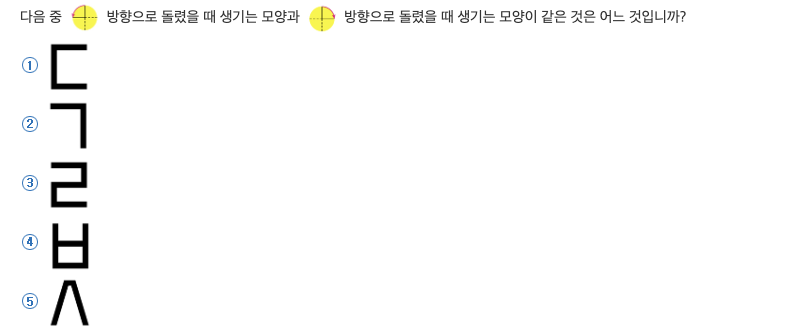 다음 중 방향으로 돌렸을 때 생기는 모양과 방향으로 돌렸을 때 생기는 모양이 같은 것은 어느 것입니까?
① ㄷ
② ㄱ
③ ㄹ
④ ㅂ
⑤ ㅅ